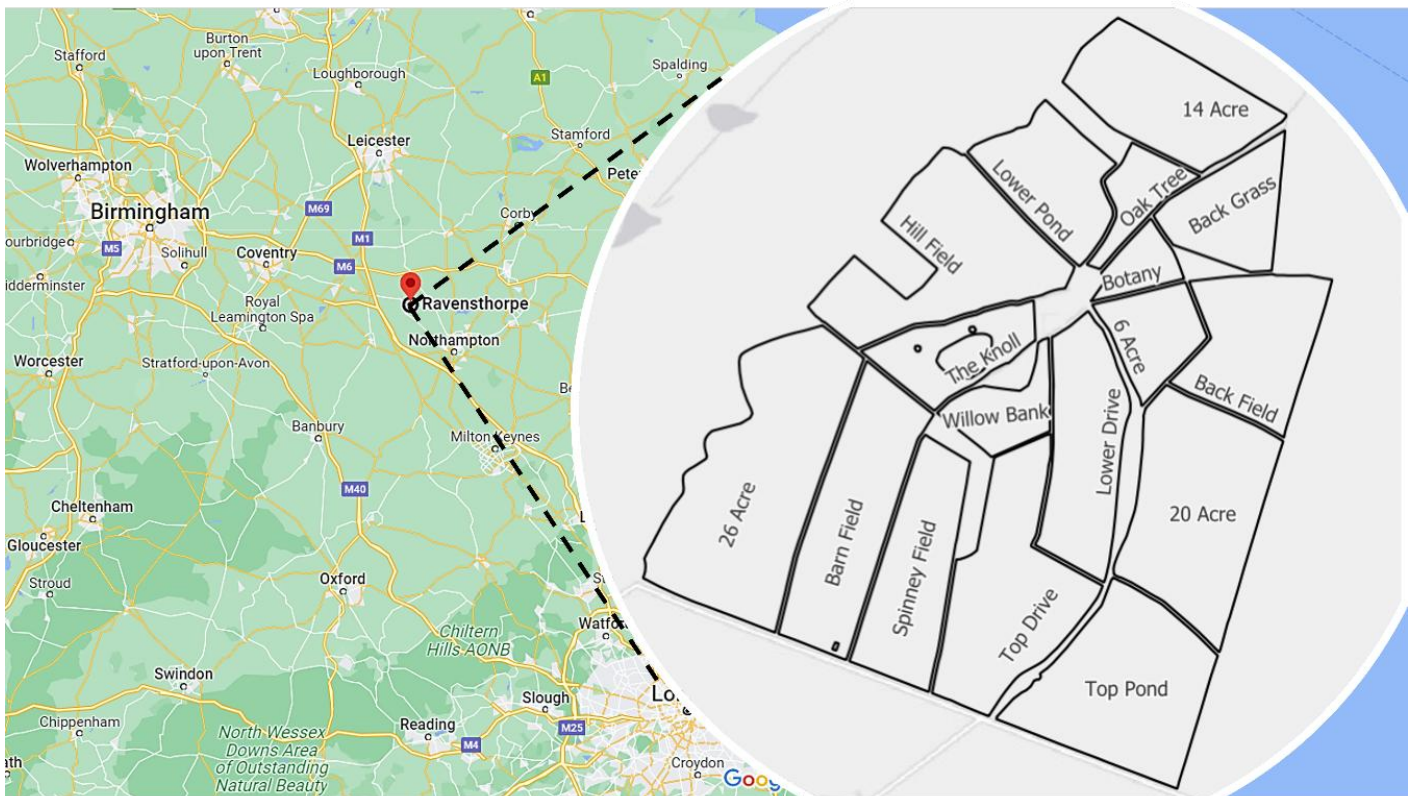 Burton
upon Trent
Stafford
Loughborough
A1
Spalding
Stamford
Leicester
Wolverhampton
Birmingham
M69
Corby
ourbridge
M5
Solihull
Coventry
M1
M6
idderminster
Ravensthorpe
Royal
Leamington Spa
Northampton
Worcester
Stratford-upon-Avon
Banbury
Milton Keynes
M40
Cheltenham
Gloucester
Stroud
Oxford
Chiltern
Hills AONB
Watf
Swindon
Slough
Lo
Chippenham
Reading
M25
M4
North Wessex
Downs Area
of Outstanding
Natural Beauty
ath
Croydon
Goog
14 Acre
Lower Pond
Oak Tree
Back Grass
Hill Field
Botany
The Knoll
6 Acre
Back Field
Willow Bank
Lower Drive
26 Acre
Barn Field
Spinney Field
20 Acre
Top Drive
Top Pond